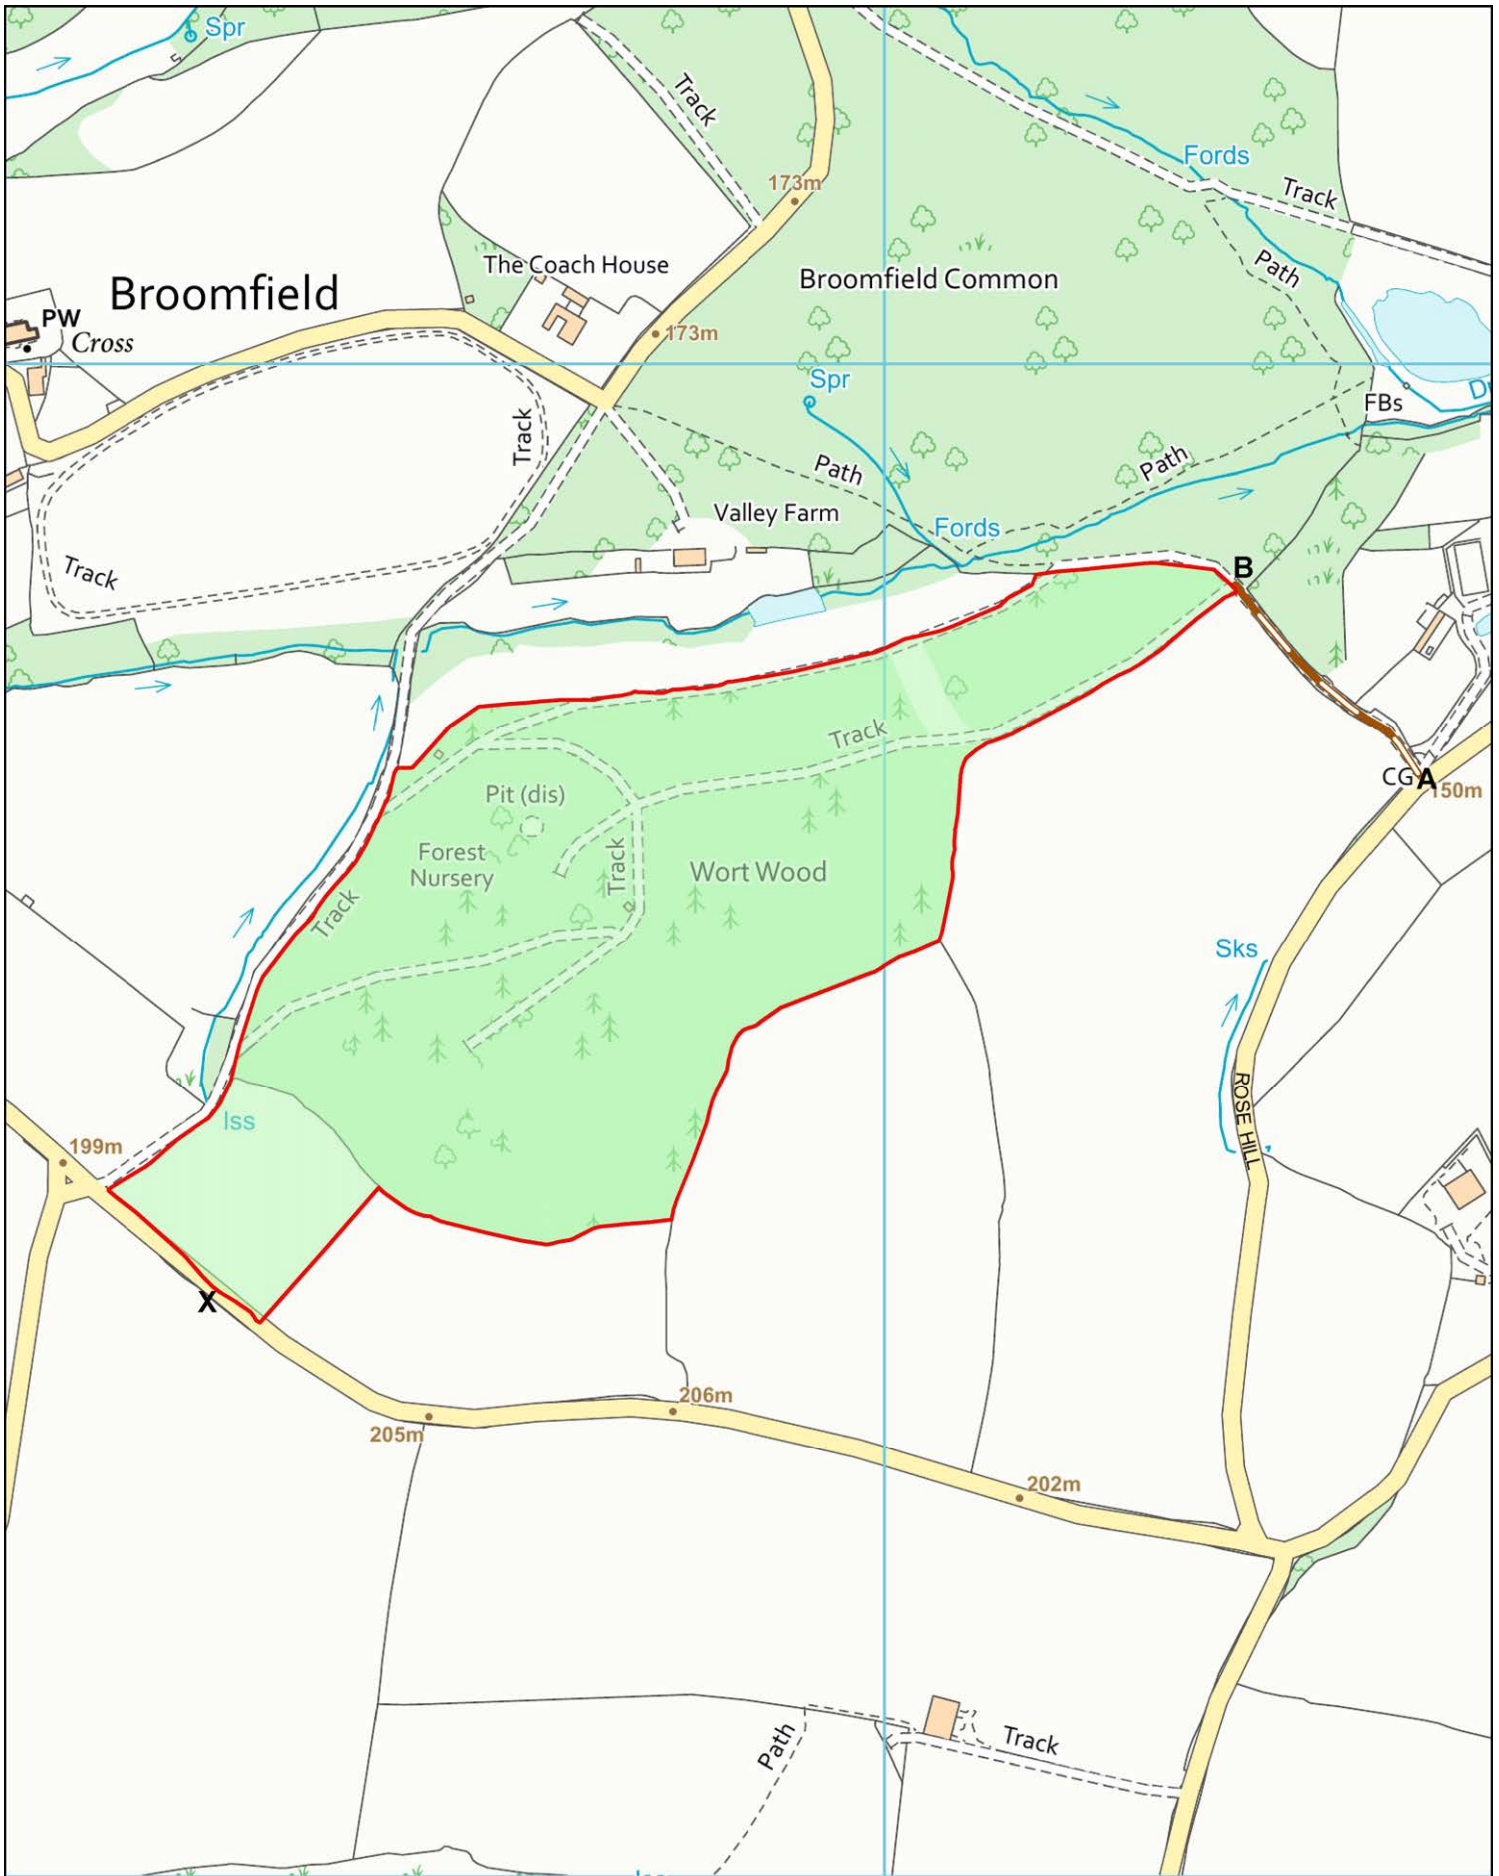 Spr
Track
Fords
173m
Track
The Coach House
Path
Broomfield
Broomfield Common
PW
Cross
173m
Spr
FBs
Track
Path
Path
Valley Farm
Fords
Track
B
Track
CG
A
150m
Pit (dis)
Forest
Nursery
Track
Wort Wood
Track
Sks
Iss
ROSE HILL
199m
X
206m
205m
202m
Path
Track